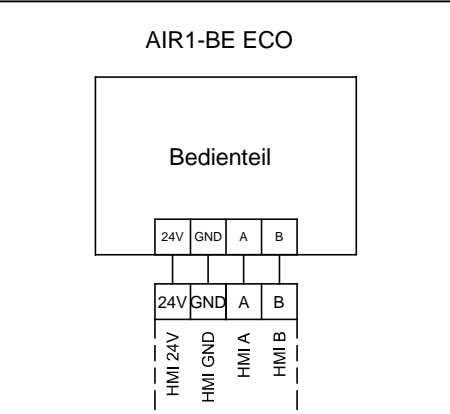 AIR1-BE ECO
Bedienteil
24V GND A B
24V GND A B
HMI 24V
HMI GND
HMI A
HMI B